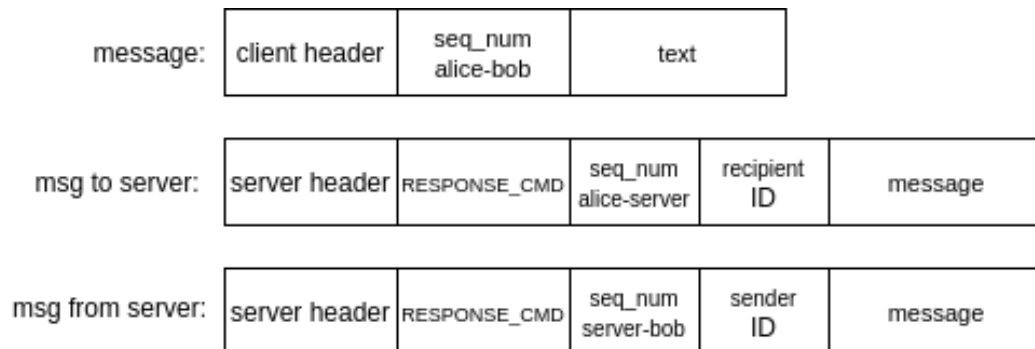 message:
client header
seq_num
alice-bob
text
msg to server:
server header
RESPONSE_CMD
seq_num
alice-server
recipient
ID
message
msg from server:
server header
RESPONSE_CMD
seq_num
server-bob
sender
ID
message